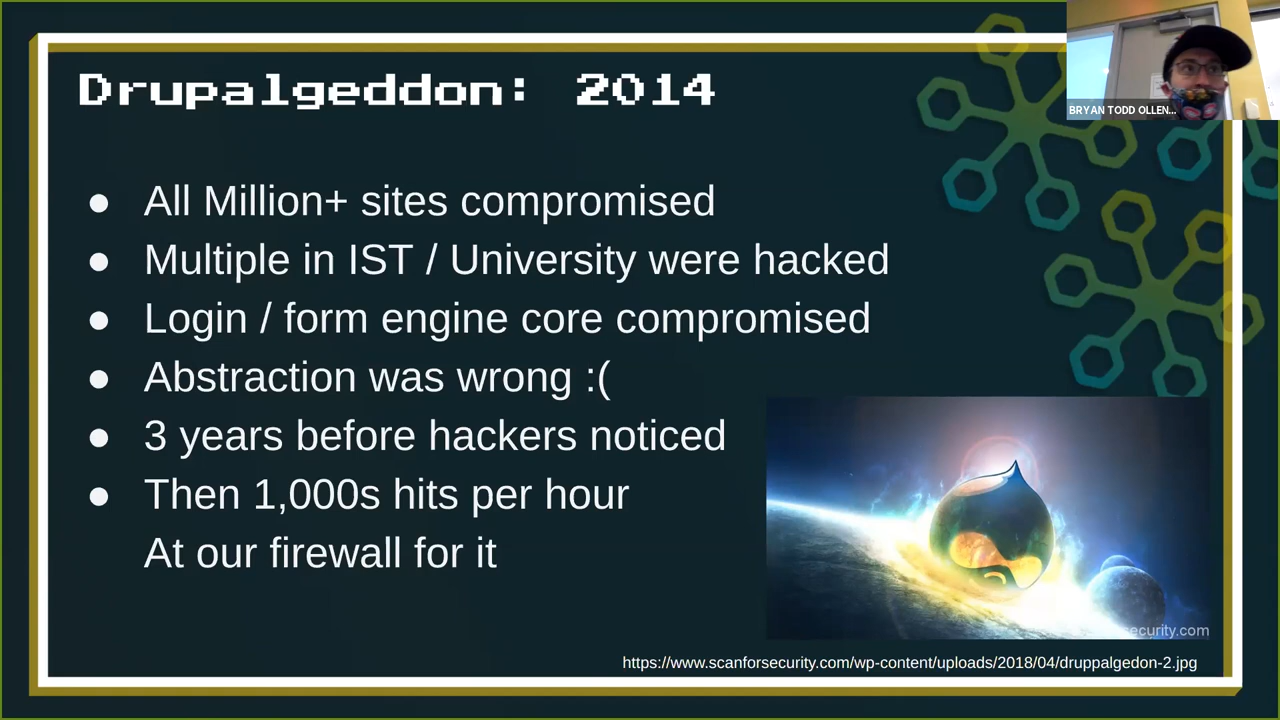 Drupalgeddon: 2014
BRYAN TODD OLLEN...
● All Million+ sites compromised
● Multiple in IST / University were hacked
● Login / form engine core compromised
● Abstraction was wrong :(
● 3 years before hackers noticed
● Then 1,000s hits per hour
At our firewall for it
ecurity.com
https://www.scanforsecurity.com/wp-content/uploads/2018/04/druppalgedon-2.jpg